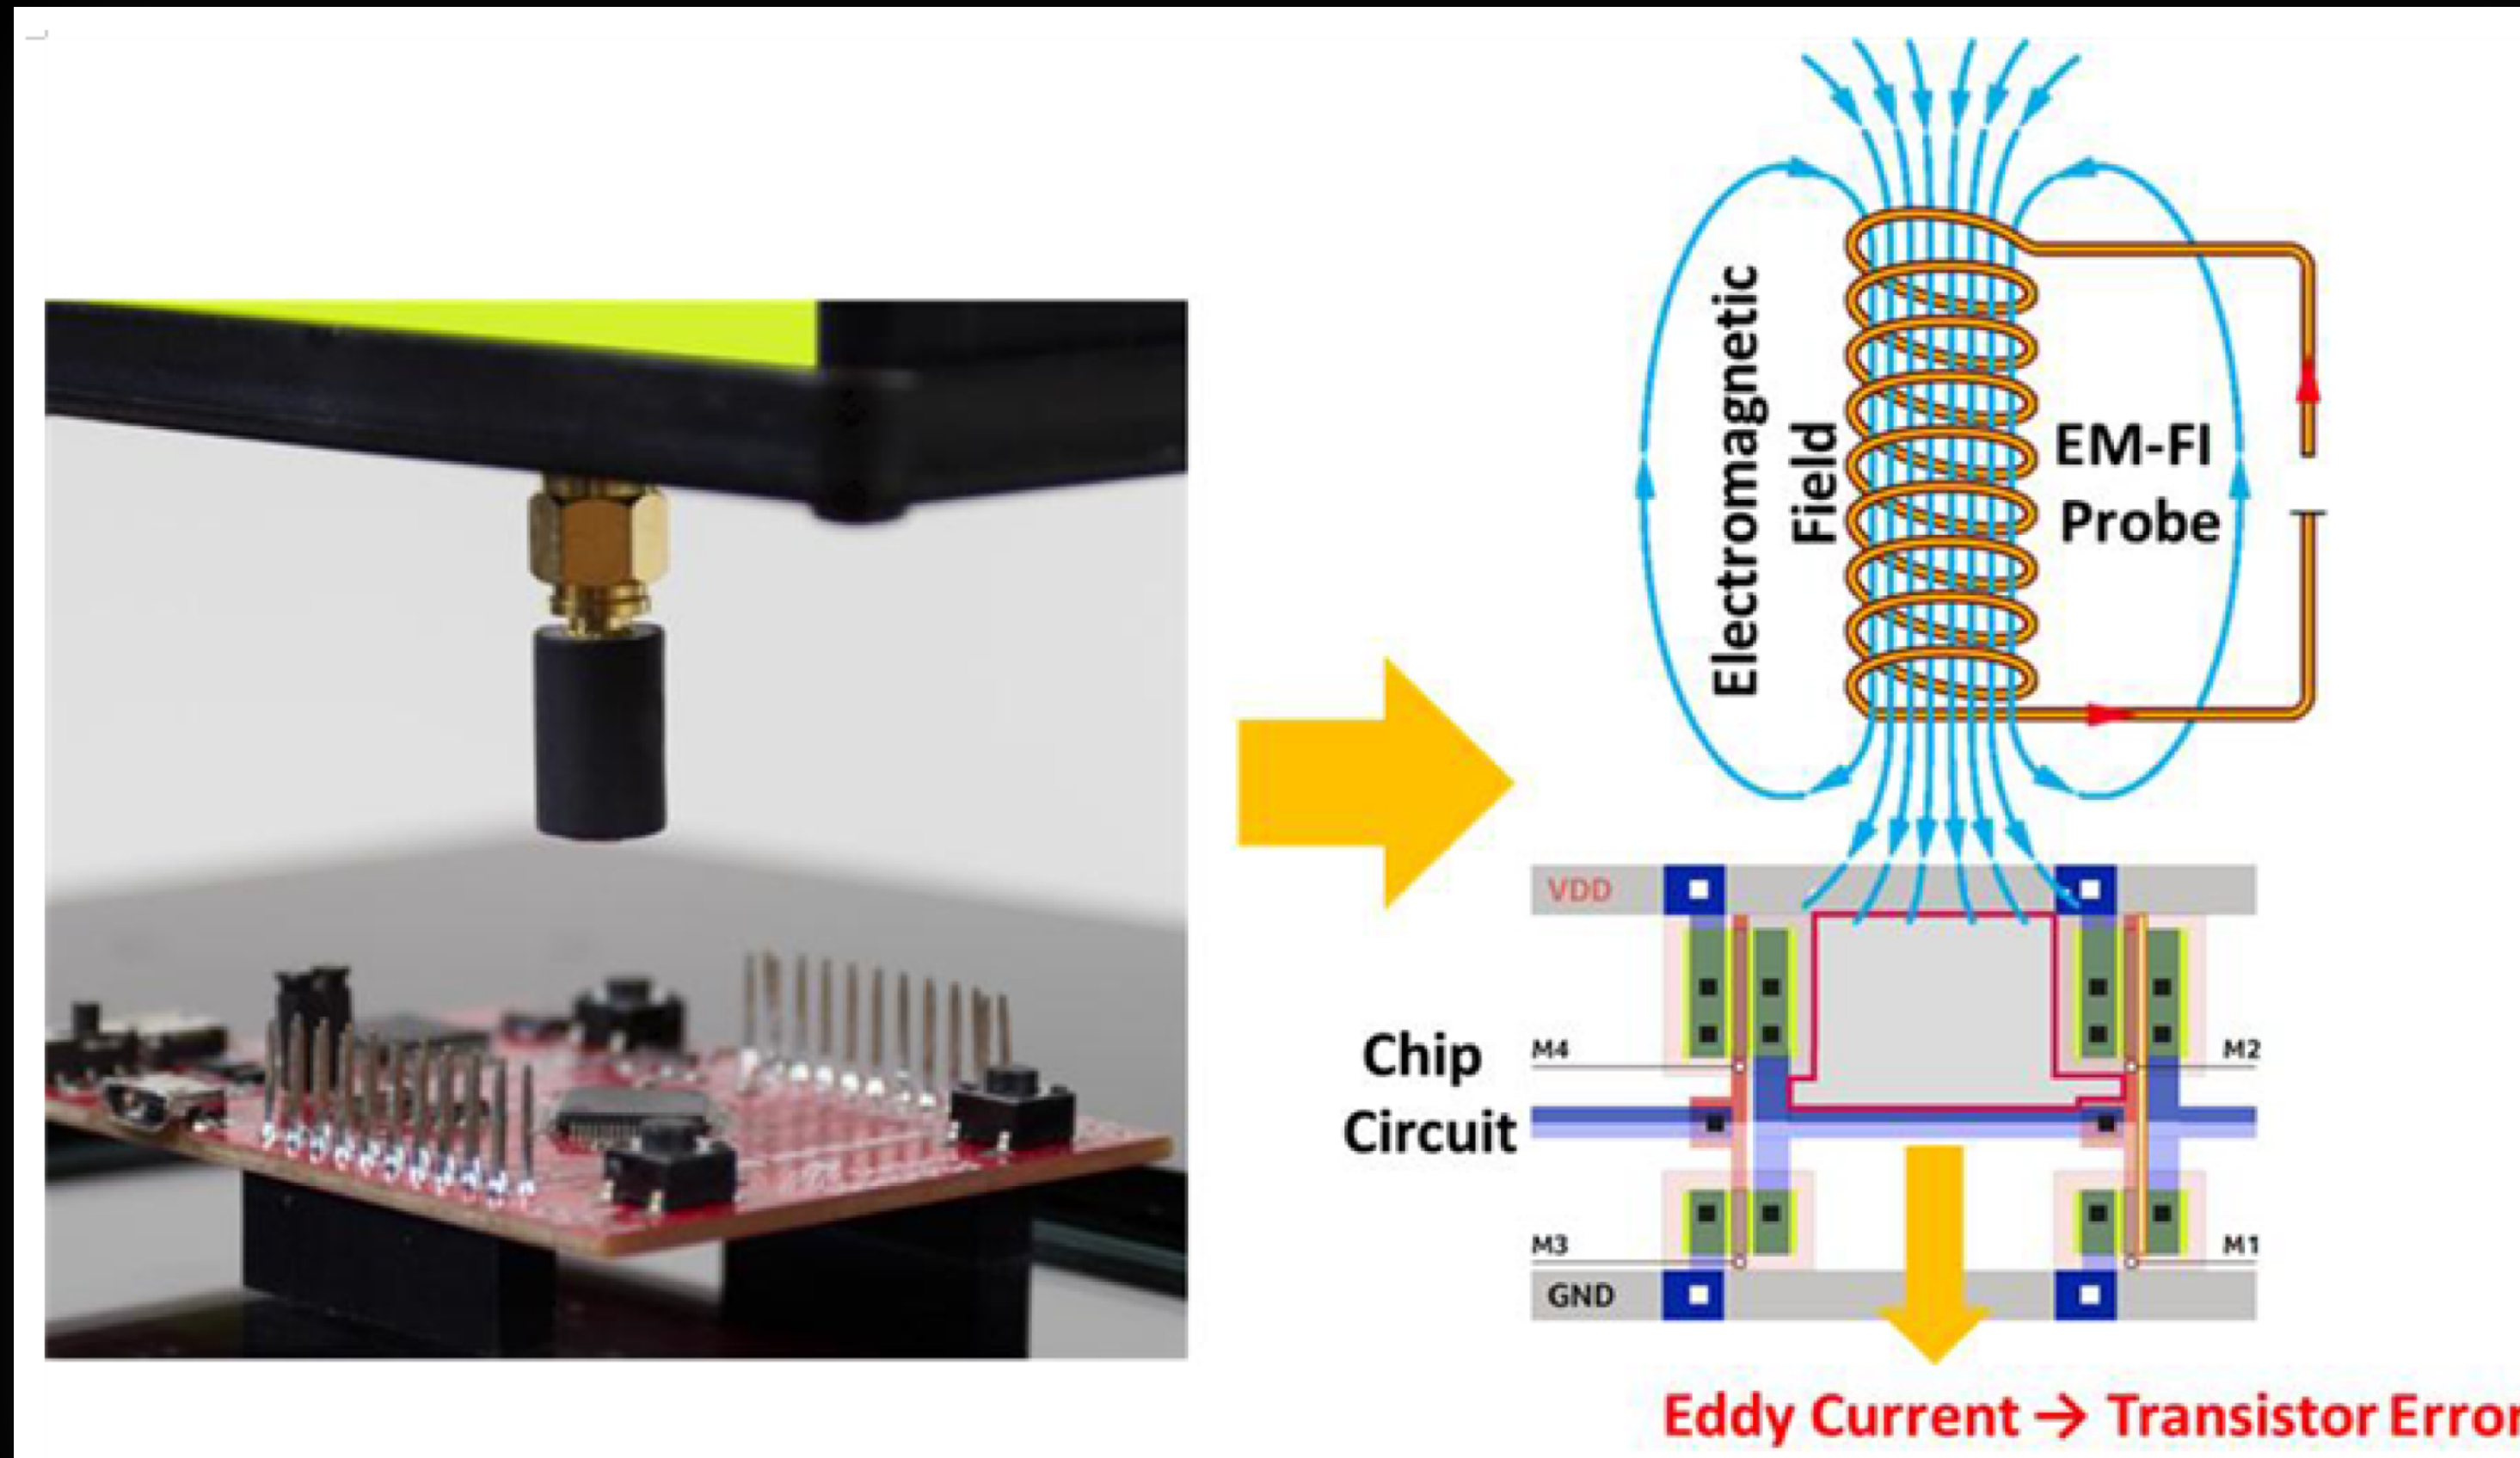 Electromagnetic
Field
EM-FI
Probe
VDD
Chip
Circuit
M4
M2
M3
M1
GND
Eddy Current → Transistor Error